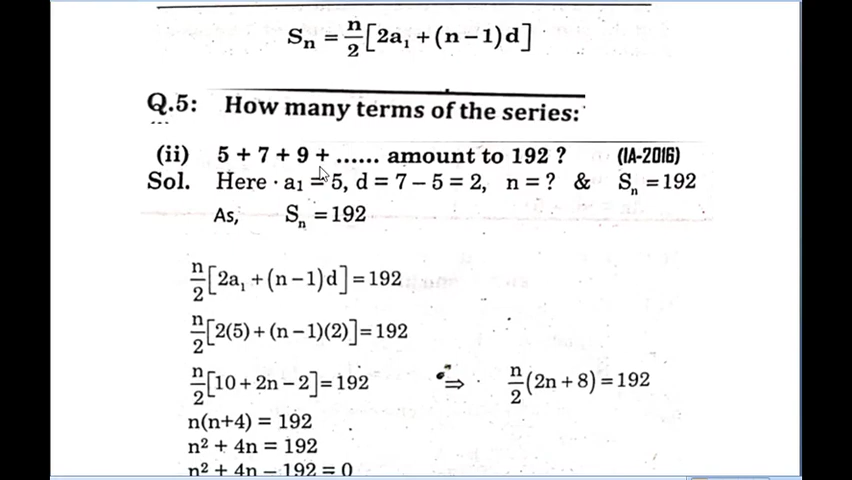 Sₙ = n/2 [2a₁ + (n − 1)d]
Q.5: How many terms of the series:
(ii) 5 + 7 + 9 + ...... amount to 192 ? (IA-2016)
Sol. Here a₁ = 5, d = 7 – 5 = 2, n = ? & Sₙ = 192
As, Sₙ = 192
n/2 [2a₁ + (n − 1)d] = 192
n/2 [2(5) + (n − 1)(2)] = 192
n/2 [10 + 2n − 2] = 192 ⇒ n/2 (2n + 8) = 192
n(n+4) = 192
n² + 4n = 192
n² + 4n – 192 = 0